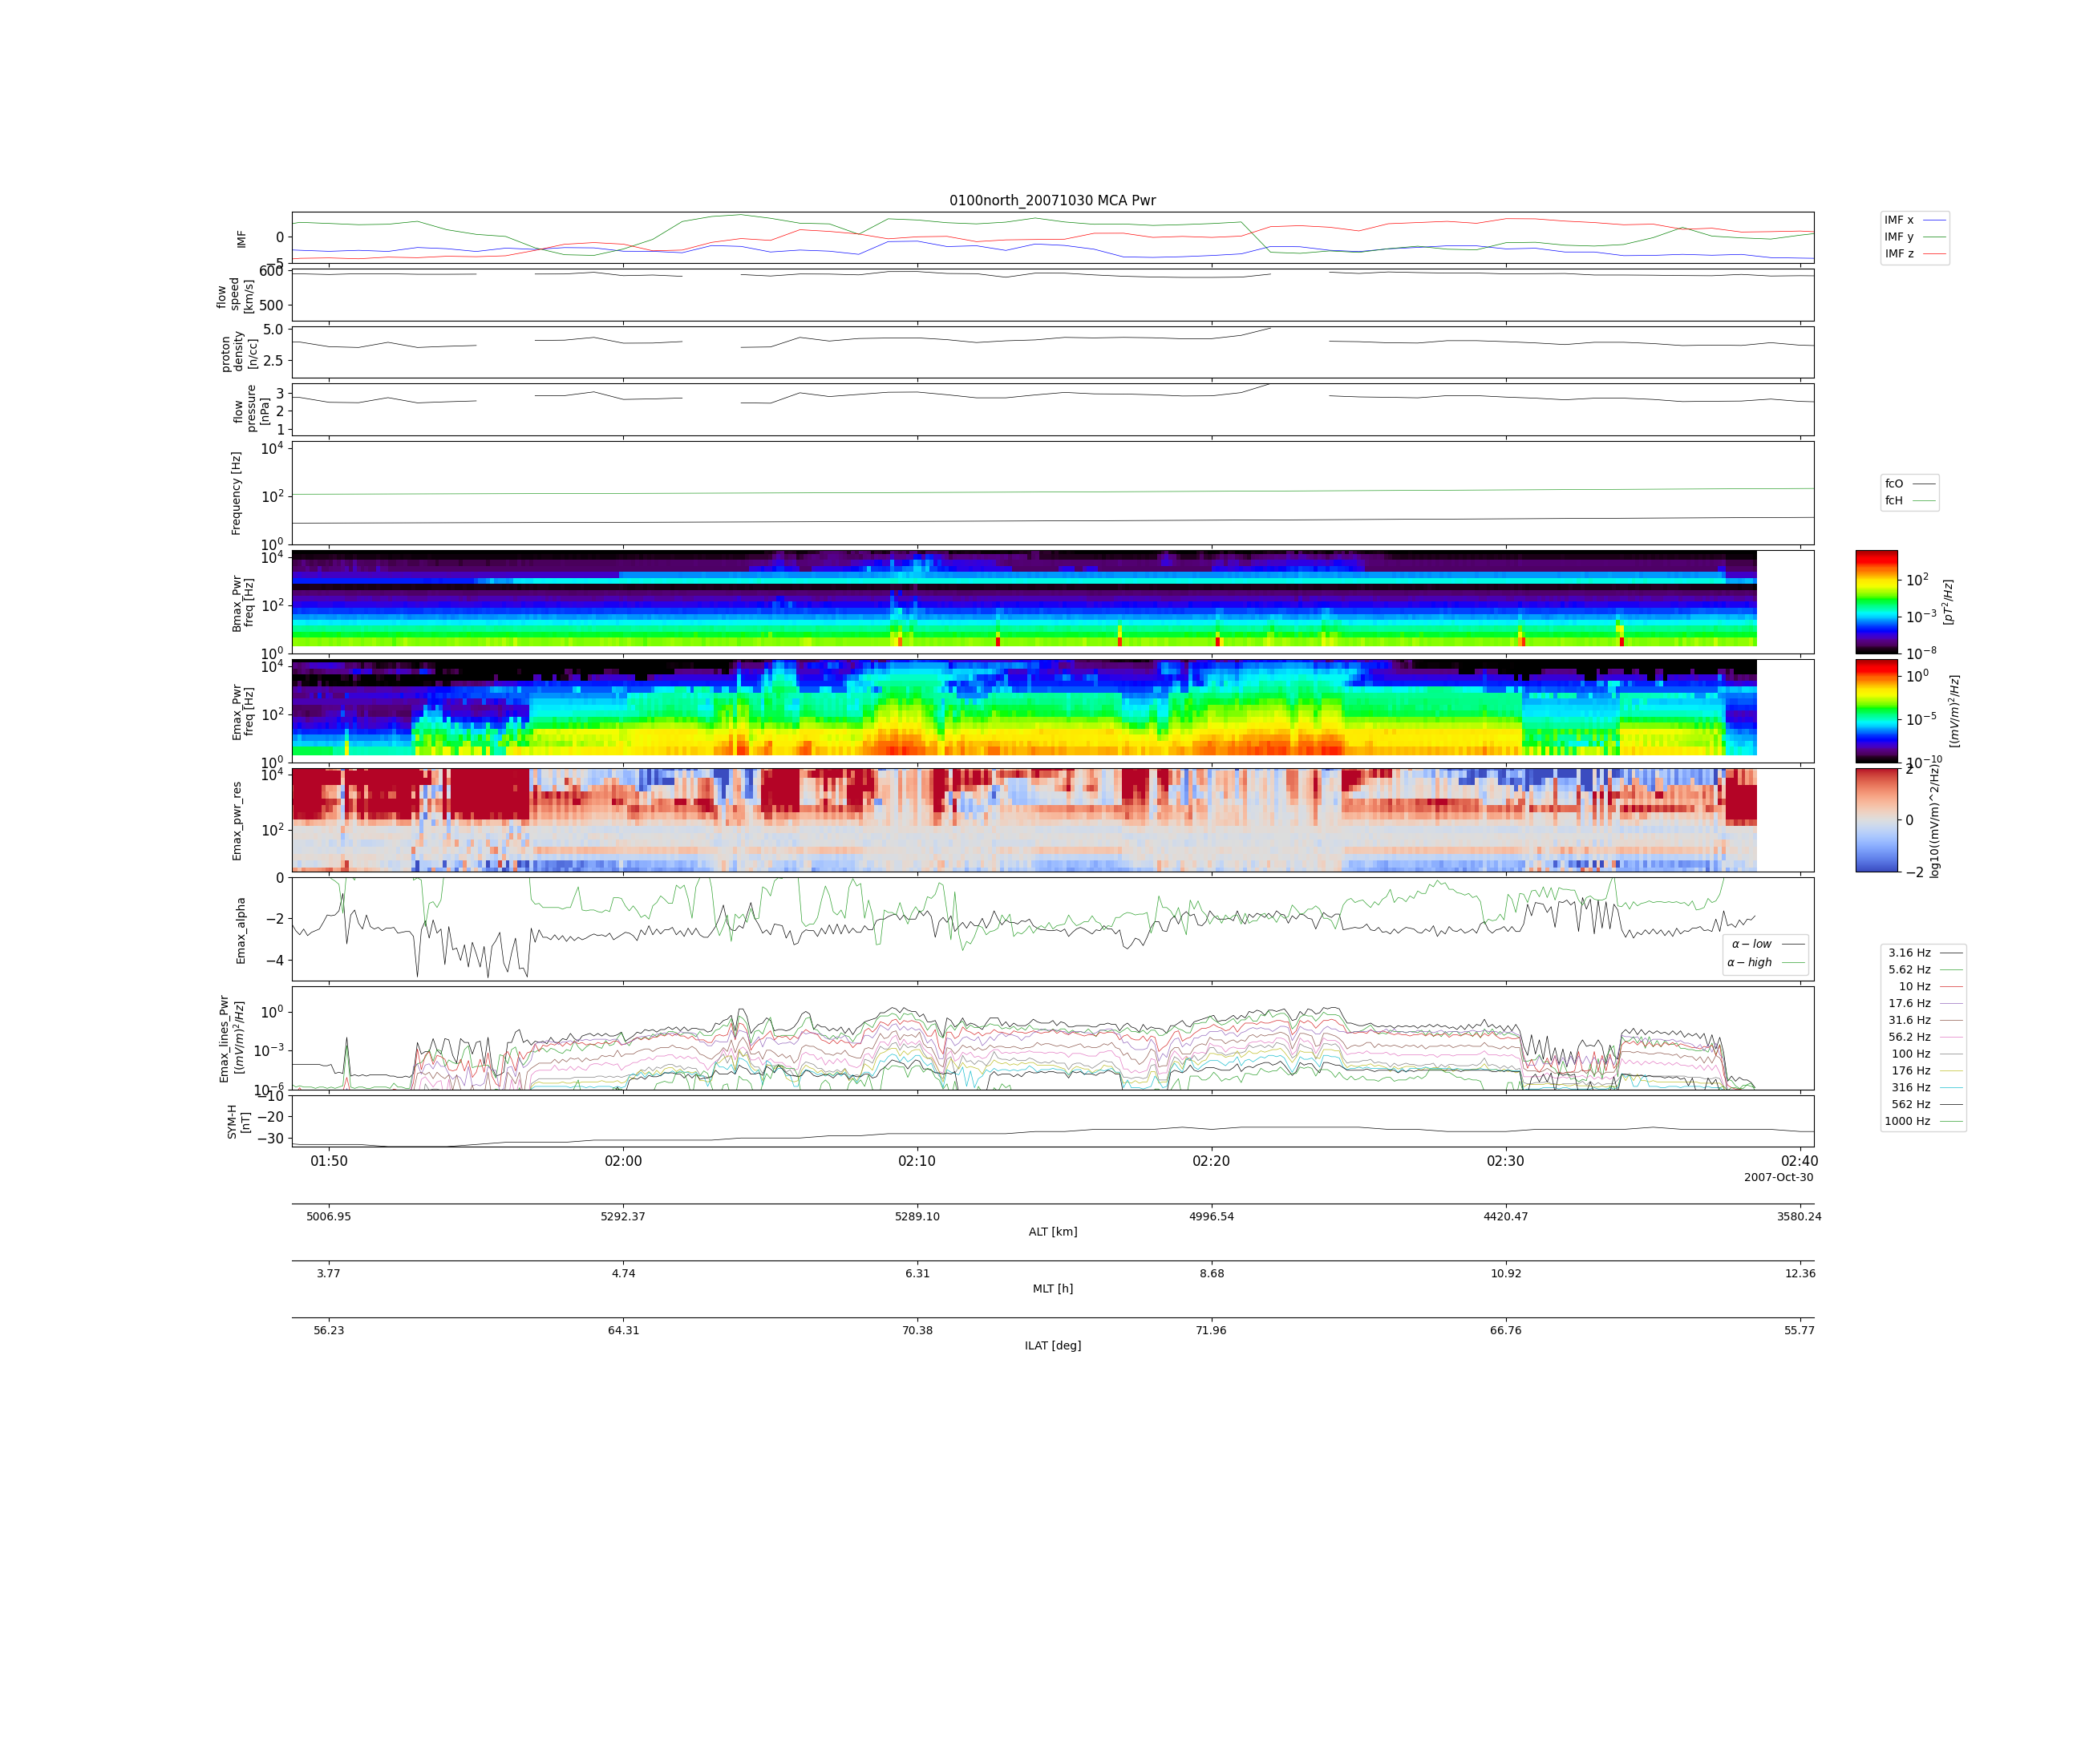 0100north_20071030 MCA Pwr
IMF
0
−5
IMF x
IMF y
IMF z
flow
speed
[km/s]
600
500
proton
density
[n/cc]
5.0
2.5
flow
pressure
[nPa]
3
2
1
Frequency [Hz]
10^4
10^2
10^0
fcO
fcH
Bmax_Pwr
freq [Hz]
10^4
10^2
10^0
10^2
10^−3
10^−8
[pT^2/Hz]
Emax_Pwr
freq [Hz]
10^4
10^2
10^0
10^0
10^−5
10^−10
[(mV/m)^2/Hz]
Emax_pwr_res
10^4
10^2
2
0
−2
log10((mV/m)^2/Hz)
Emax_alpha
0
−2
−4
α − low
α − high
Emax_lines_Pwr
[(mV/m)^2/Hz]
10^0
10^−3
10^−6
3.16 Hz
5.62 Hz
10 Hz
17.6 Hz
31.6 Hz
56.2 Hz
100 Hz
176 Hz
316 Hz
562 Hz
1000 Hz
SYM-H
[nT]
−10
−20
−30
01:50 02:00 02:10 02:20 02:30 02:40
2007-Oct-30
5006.95 5292.37 5289.10 4996.54 4420.47 3580.24
ALT [km]
3.77 4.74 6.31 8.68 10.92 12.36
MLT [h]
56.23 64.31 70.38 71.96 66.76 55.77
ILAT [deg]